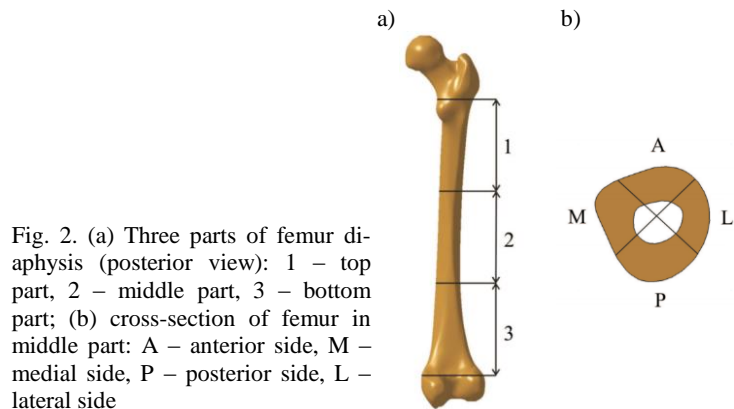 a)
b)
1
2
3
A
M
L
P
Fig. 2. (a) Three parts of femur di-
aphysis (posterior view): 1 – top
part, 2 – middle part, 3 – bottom
part; (b) cross-section of femur in
middle part: A – anterior side, M –
medial side, P – posterior side, L –
lateral side